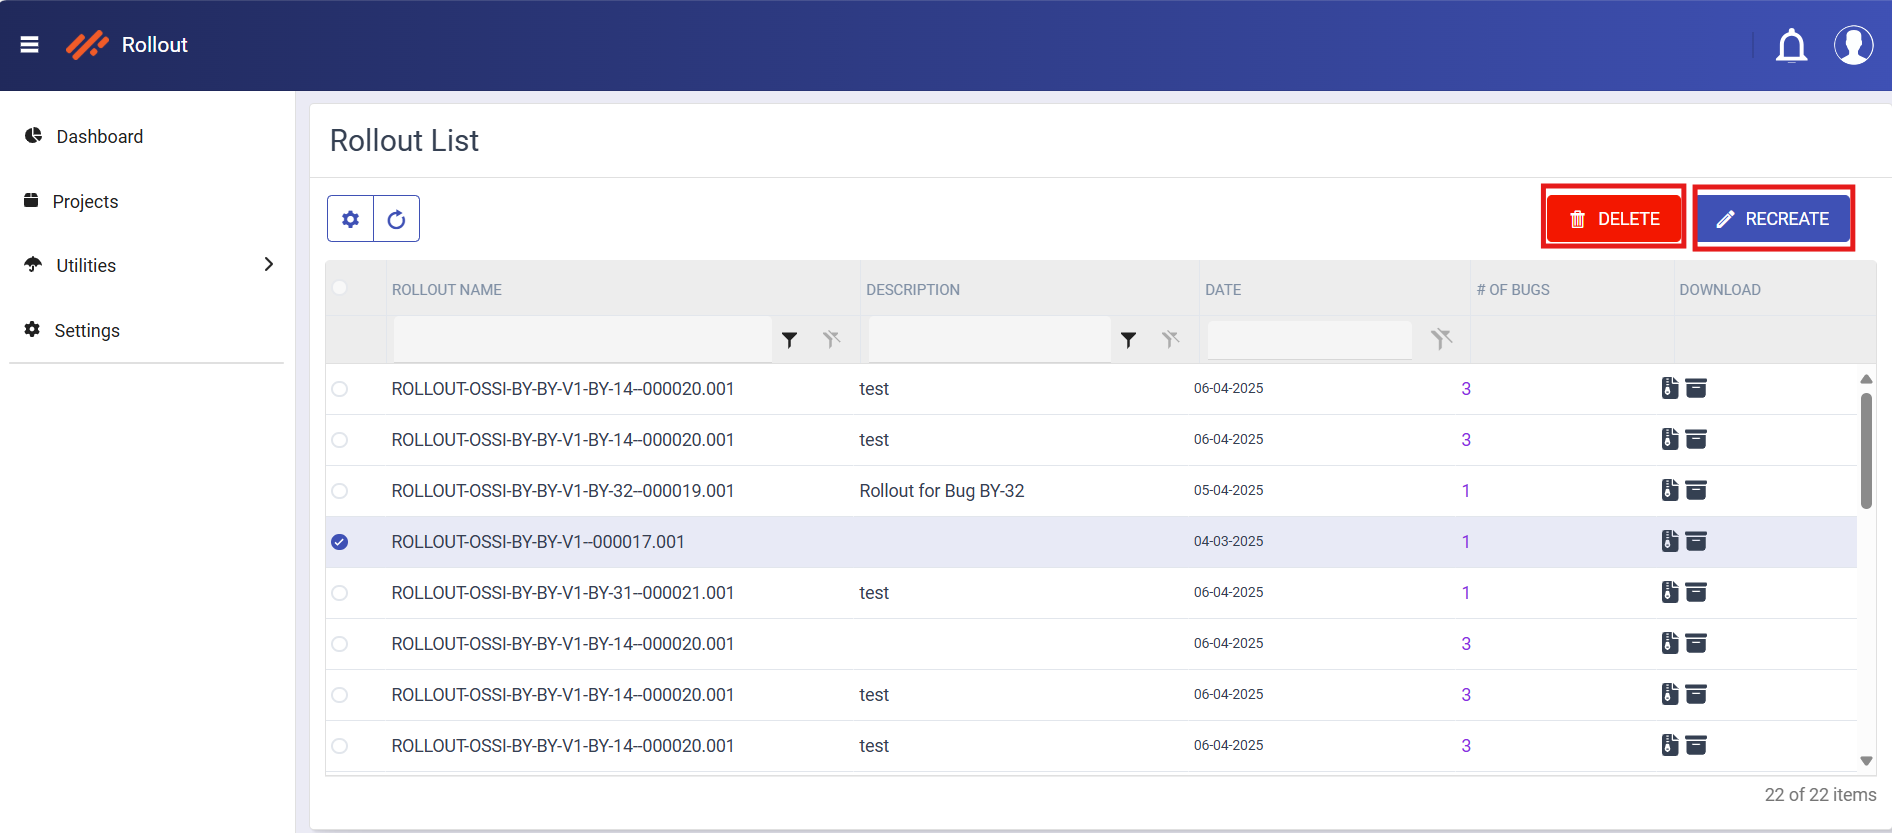 Rollout
Dashboard
Projects
Utilities
Settings
Rollout List
DELETE
RECREATE
ROLLOUT NAME DESCRIPTION DATE # OF BUGS DOWNLOAD
ROLLOUT-OSSI-BY-BY-V1-BY-14--000020.001 test 06-04-2025 3
ROLLOUT-OSSI-BY-BY-V1-BY-14--000020.001 test 06-04-2025 3
ROLLOUT-OSSI-BY-BY-V1-BY-32--000019.001 Rollout for Bug BY-32 05-04-2025 1
ROLLOUT-OSSI-BY-BY-V1--000017.001 04-03-2025 1
ROLLOUT-OSSI-BY-BY-V1-BY-31--000021.001 test 06-04-2025 1
ROLLOUT-OSSI-BY-BY-V1-BY-14--000020.001 06-04-2025 3
ROLLOUT-OSSI-BY-BY-V1-BY-14--000020.001 test 06-04-2025 3
ROLLOUT-OSSI-BY-BY-V1-BY-14--000020.001 test 06-04-2025 3
22 of 22 items